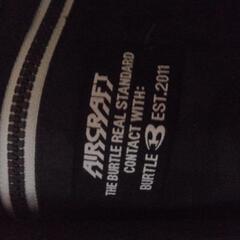 AIRCRAFT
THE BURTLE REAL STANDARD
CONTACT WITH:
BURTLE B EST.2011